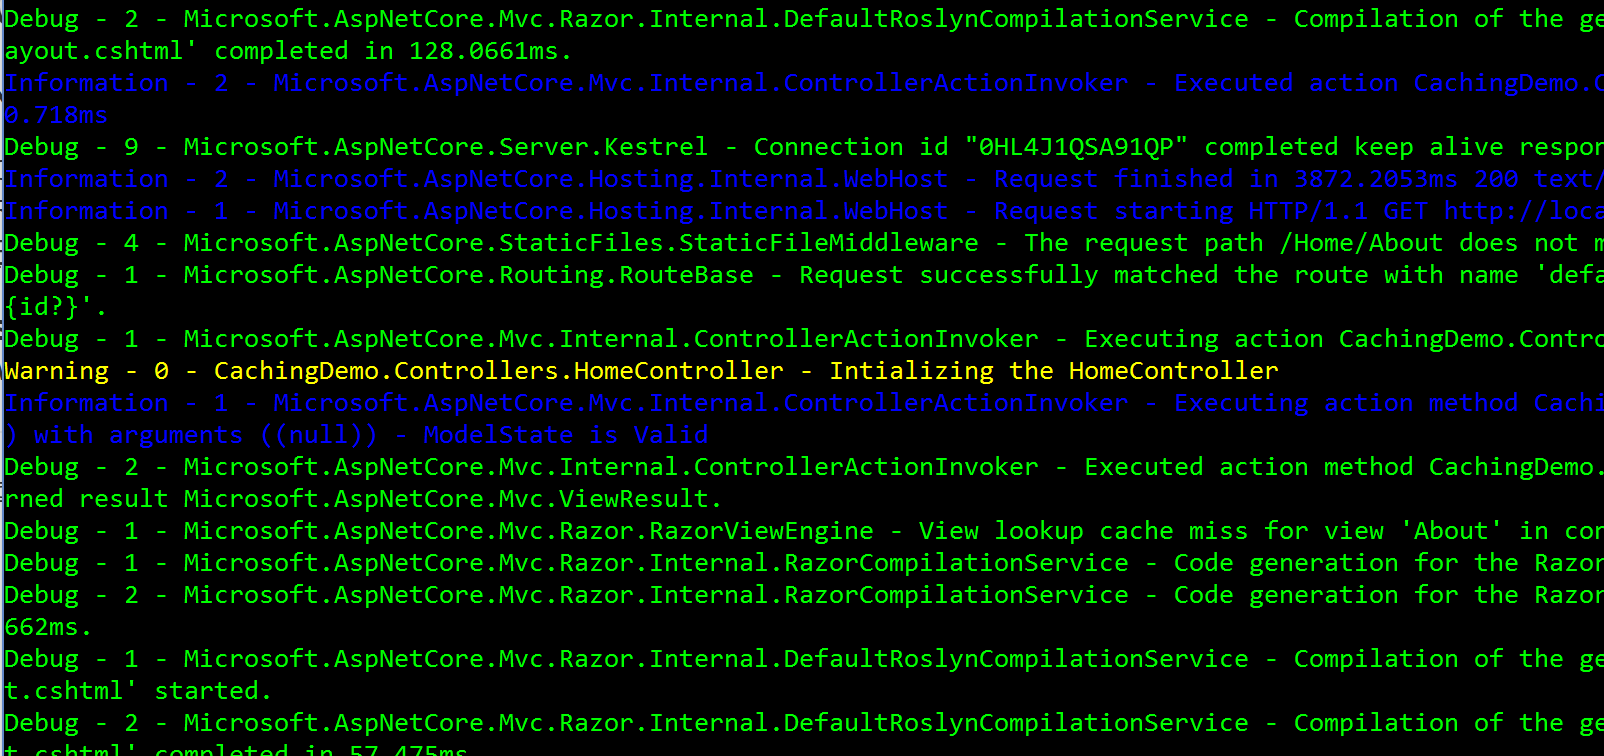 Debug - 2 - Microsoft.AspNetCore.Mvc.Razor.Internal.DefaultRoslynCompilationService - Compilation of the ge
ayout.cshtml' completed in 128.0661ms.
Information - 2 - Microsoft.AspNetCore.Mvc.Internal.ControllerActionInvoker - Executed action CachingDemo.C
0.718ms
Debug - 9 - Microsoft.AspNetCore.Server.Kestrel - Connection id "0HL4J1QSA91QP" completed keep alive respon
Information - 2 - Microsoft.AspNetCore.Hosting.Internal.WebHost - Request finished in 3872.2053ms 200 text/
Information - 1 - Microsoft.AspNetCore.Hosting.Internal.WebHost - Request starting HTTP/1.1 GET http://loca
Debug - 4 - Microsoft.AspNetCore.StaticFiles.StaticFileMiddleware - The request path /Home/About does not m
Debug - 1 - Microsoft.AspNetCore.Routing.RouteBase - Request successfully matched the route with name 'defa
{id?}'.
Debug - 1 - Microsoft.AspNetCore.Mvc.Internal.ControllerActionInvoker - Executing action CachingDemo.Contro
Warning - 0 - CachingDemo.Controllers.HomeController - Intializing the HomeController
Information - 1 - Microsoft.AspNetCore.Mvc.Internal.ControllerActionInvoker - Executing action method Cachi
) with arguments ((null)) - ModelState is Valid
Debug - 2 - Microsoft.AspNetCore.Mvc.Internal.ControllerActionInvoker - Executed action method CachingDemo.
rned result Microsoft.AspNetCore.Mvc.ViewResult.
Debug - 1 - Microsoft.AspNetCore.Mvc.Razor.RazorViewEngine - View lookup cache miss for view 'About' in con
Debug - 1 - Microsoft.AspNetCore.Mvc.Razor.Internal.RazorCompilationService - Code generation for the Razor
Debug - 2 - Microsoft.AspNetCore.Mvc.Razor.Internal.RazorCompilationService - Code generation for the Razor
662ms.
Debug - 1 - Microsoft.AspNetCore.Mvc.Razor.Internal.DefaultRoslynCompilationService - Compilation of the ge
t.cshtml' started.
Debug - 2 - Microsoft.AspNetCore.Mvc.Razor.Internal.DefaultRoslynCompilationService - Compilation of the ge
t.cshtml' completed in 57.475ms.